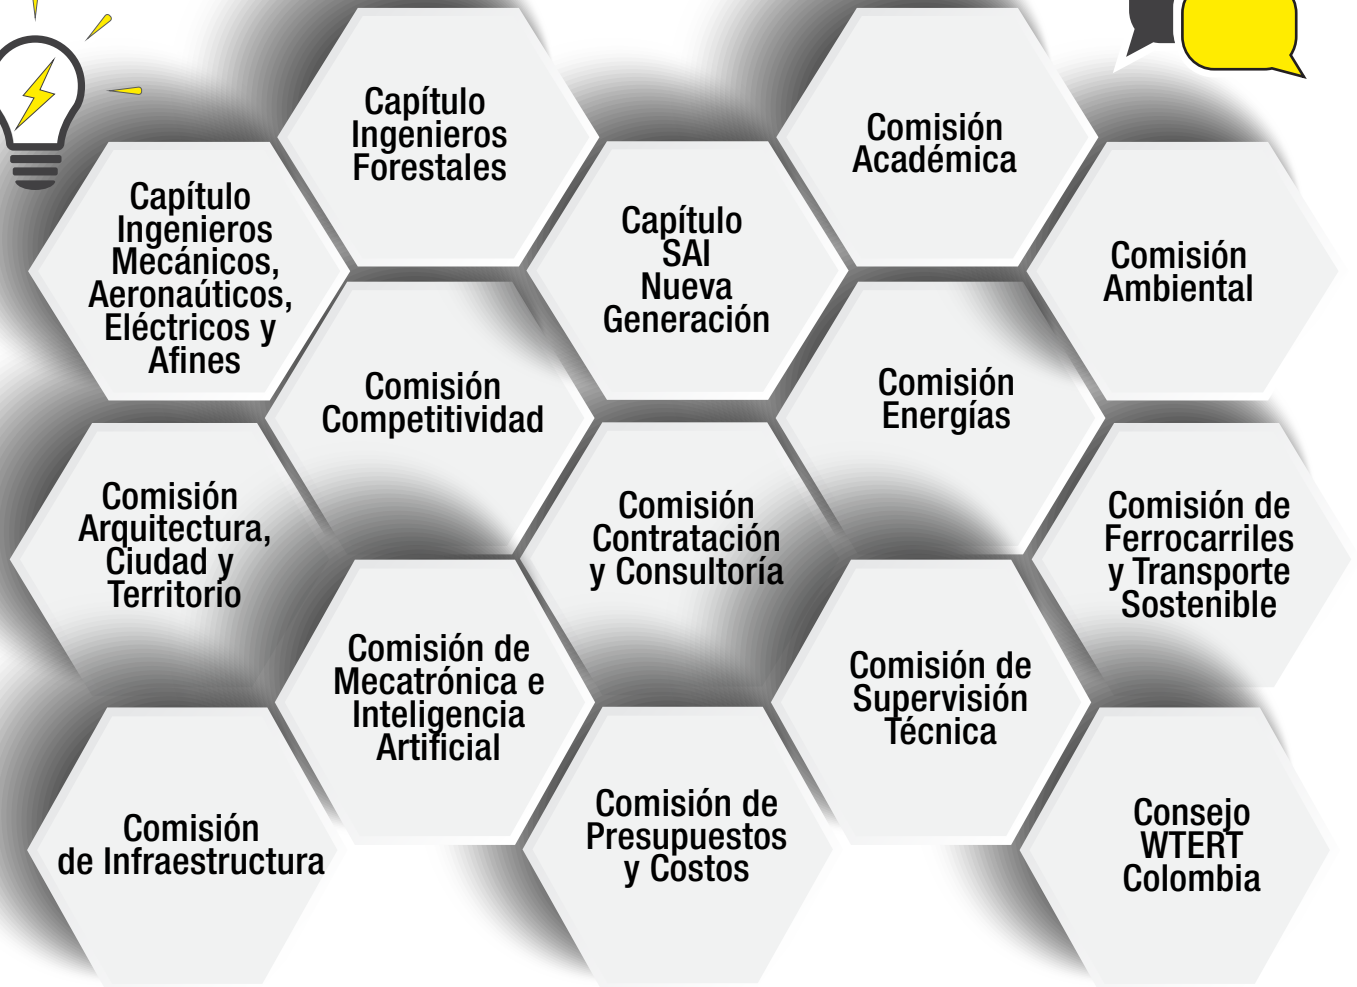 Capítulo
Ingenieros
Forestales
Comisión
Académica
Capítulo
Ingenieros
Mecánicos,
Aeronaúticos,
Eléctricos y
Afines
Capítulo
SAI
Nueva
Generación
Comisión
Ambiental
Comisión
Competitividad
Comisión
Energías
Comisión
Arquitectura,
Ciudad y
Territorio
Comisión
Contratación
y Consultoría
Comisión de
Ferrocarriles
y Transporte
Sostenible
Comisión de
Mecatrónica e
Inteligencia
Artificial
Comisión de
Supervisión
Técnica
Comisión
de Infraestructura
Comisión de
Presupuestos
y Costos
Consejo
WTERT
Colombia